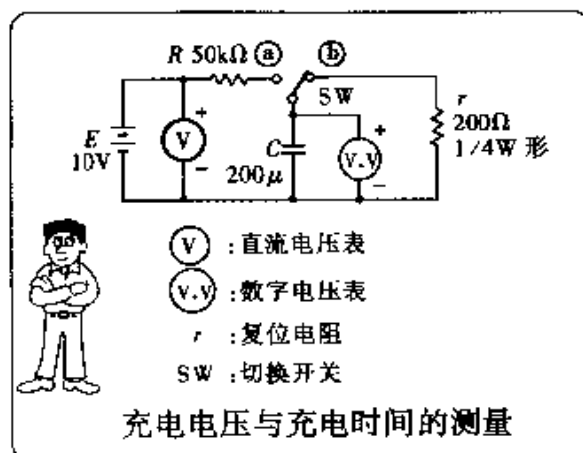 R 50kΩ ⓐ ⓑ
SW
E
10V
V
+
−
C
200μ
V.V
+
−
r
200Ω
1/4W 形
V :直流电压表
V.V :数字电压表
r :复位电阻
SW :切换开关
充电电压与充电时间的测量